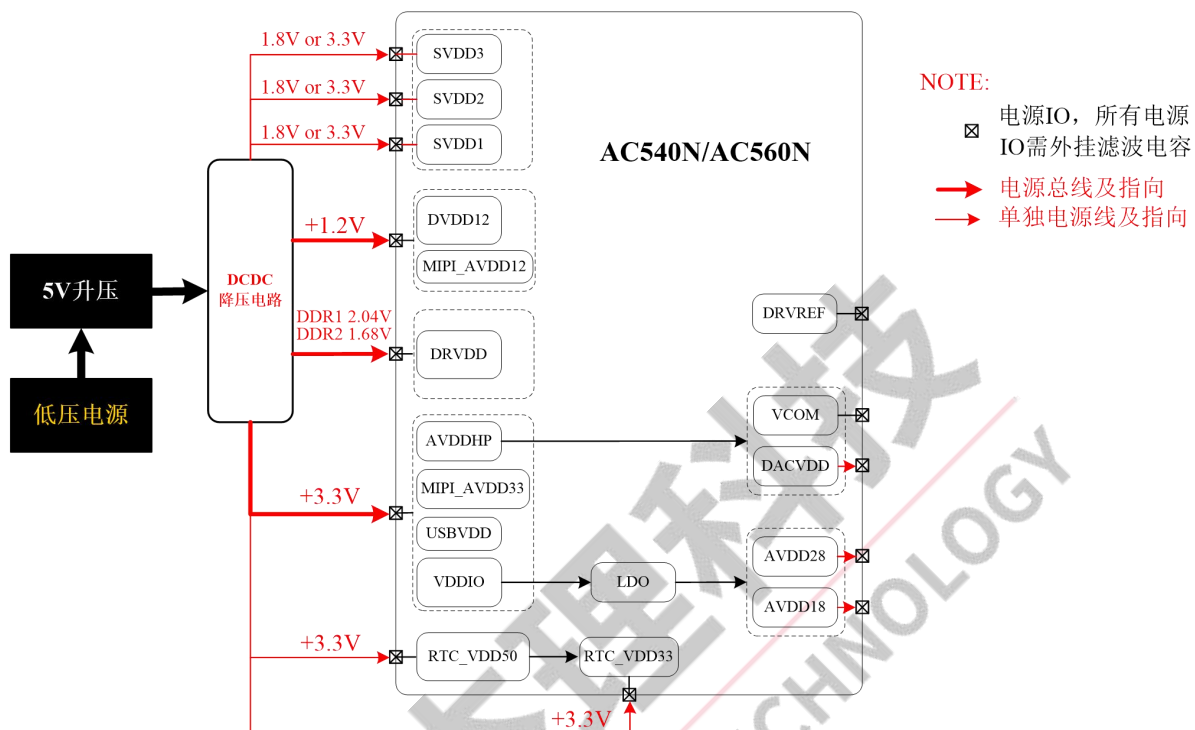 1.8V or 3.3V
SVDD3
1.8V or 3.3V
SVDD2
1.8V or 3.3V
SVDD1
AC540N/AC560N
NOTE:
电源IO，所有电源
IO需外挂滤波电容
电源总线及指向
单独电源线及指向
+1.2V
DVDD12
MIPI_AVDD12
5V升压
DCDC
降压电路
DDR1 2.04V
DDR2 1.68V
DRVDD
DRVREF
低压电源
AVDDHP
VCOM
DACVDD
MIPI_AVDD33
+3.3V
USBVDD
VDDIO
LDO
AVDD28
AVDD18
+3.3V
RTC_VDD50
RTC_VDD33
+3.3V
理科技
TECHNOLOGY